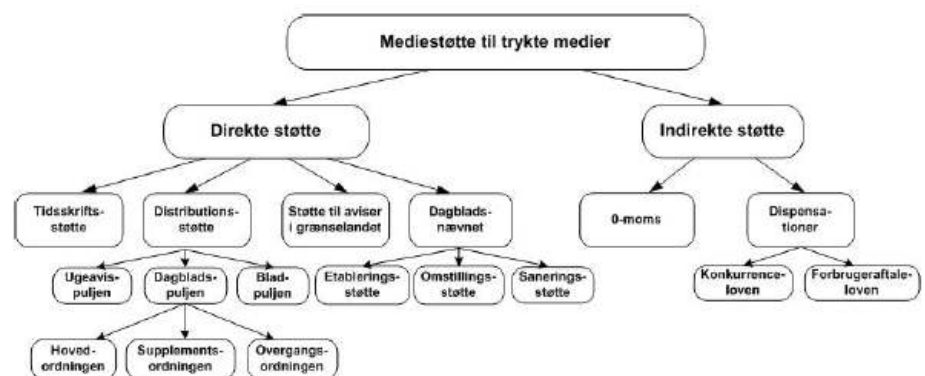 Mediestøtte til trykte medier
Direkte støtte
Indirekte støtte
Tidsskrifts-
støtte
Distributions-
støtte
Støtte til aviser
i grænselandet
Dagblads-
nævnet
0-moms
Dispensa-
tioner
Ugeavis-
puljen
Dagblads-
puljen
Blad-
puljen
Etablerings-
støtte
Omstillings-
støtte
Sanerings-
støtte
Konkurrence-
loven
Forbrugeraftale-
loven
Hoved-
ordningen
Supplements-
ordningen
Overgangs-
ordningen